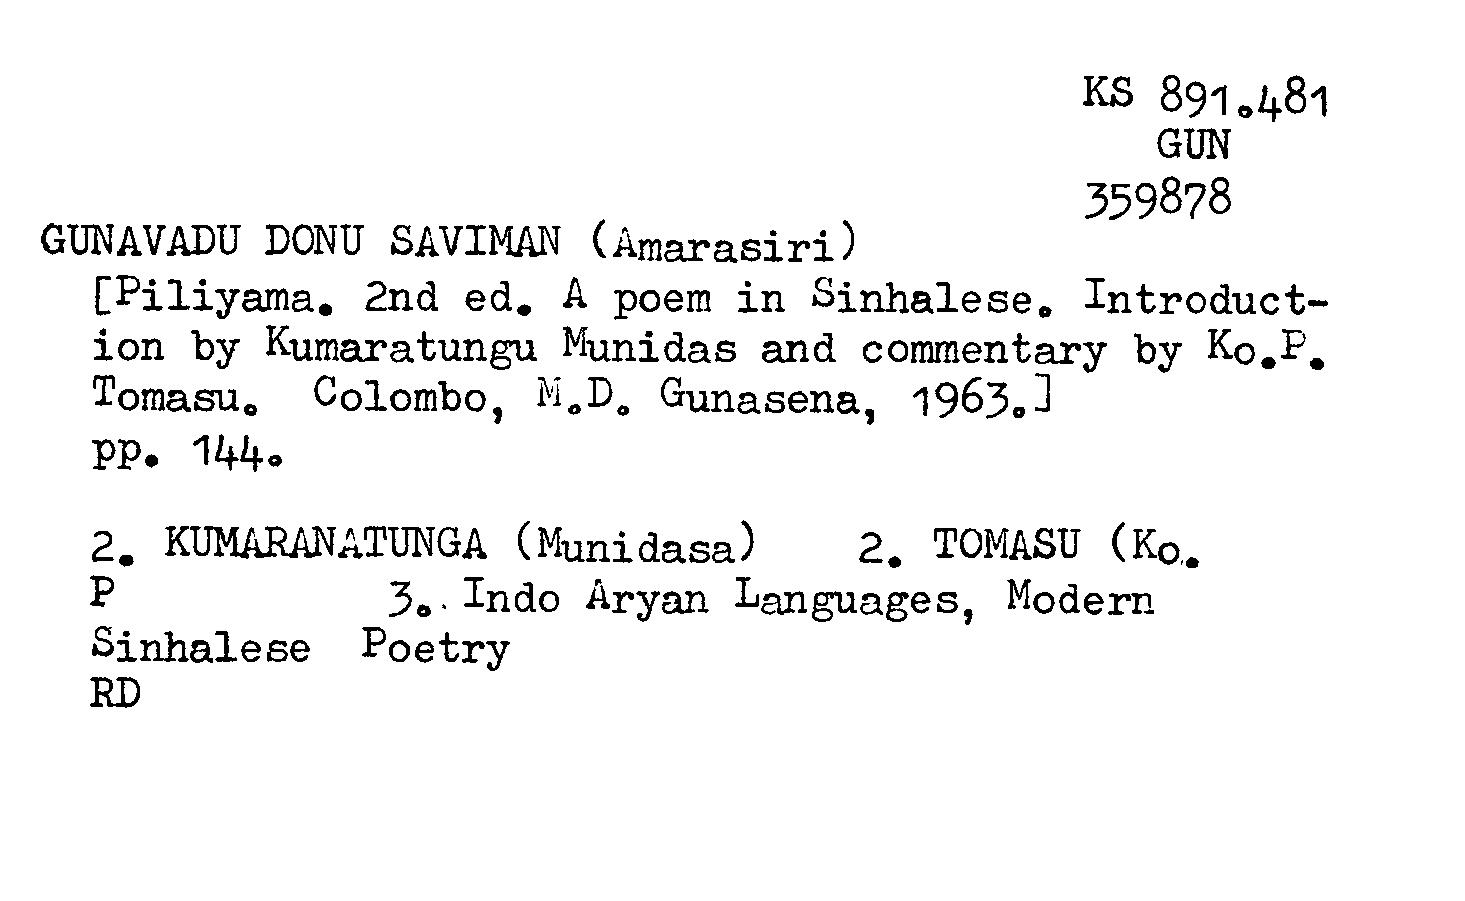 KS 891.481
GUN
359878
GUNAVADU DONU SAVIMAN (Amarasiri)
[Piliyama. 2nd ed. A poem in Sinhalese. Introduct-
ion by Kumaratungu Munidas and commentary by Ko.P.
Tomasu. Colombo, M.D. Gunasena, 1963.]
pp. 144.
2. KUMARANATUNGA (Munidasa) 2. TOMASU (Ko.
P 3. Indo Aryan Languages, Modern
Sinhalese Poetry
RD